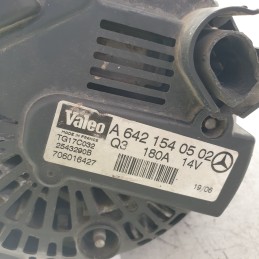 Valeo
MADE IN FRANCE
A 642 154 05 02
TG17C032
Q3 180A 14V
2543290B
706016427
19/06